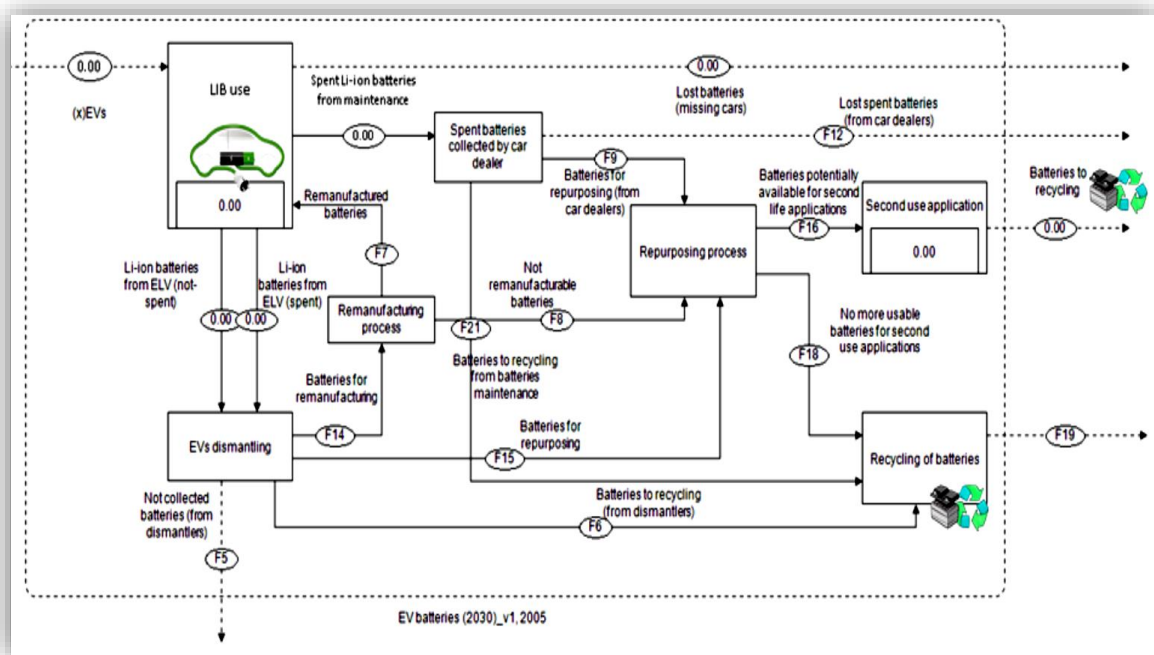 0.00
(x)EVs
LIB use
0.00
Spent Li-ion batteries
from maintenance
0.00
0.00
Lost batteries
(missing cars)
Spent batteries
collected by car
dealer
Lost spent batteries
(from car dealers)
F12
F9
Batteries for
repurposing (from
car dealers)
Batteries potentially
available for second
life applications
F16
Batteries to
recycling
0.00
Second use application
0.00
Remanufactured
batteries
F7
Repurposing process
Li-ion batteries
from ELV (not-
spent)
0.00
Li-ion
batteries from
ELV (spent)
0.00
Remanufacturing
process
Not
remanufacturable
batteries
F8
F21
Batteries to recycling
from batteries
maintenance
No more usable
batteries for second
use applications
F18
Batteries for
remanufacturing
F14
EVs dismantling
Batteries for
repurposing
F15
Recycling of batteries
F19
Not collected
batteries (from
dismantlers)
F5
Batteries to recycling
(from dismantlers)
F6
EV batteries (2030)_v1, 2005